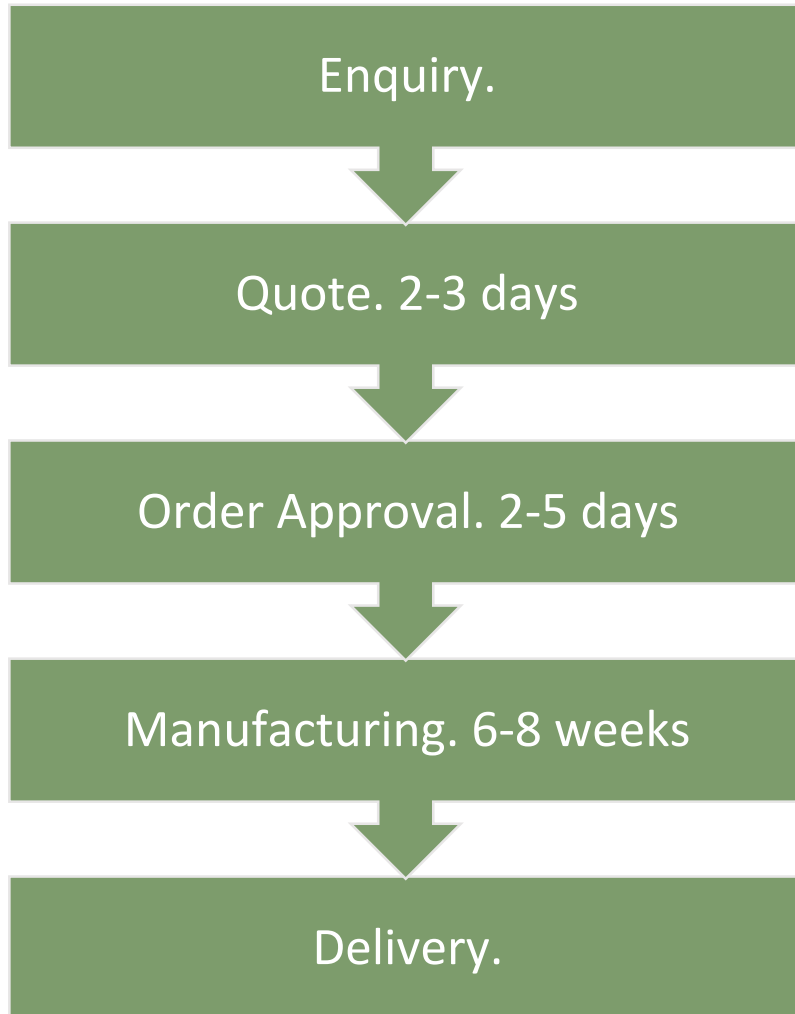 Enquiry.
Quote. 2-3 days
Order Approval. 2-5 days
Manufacturing. 6-8 weeks
Delivery.